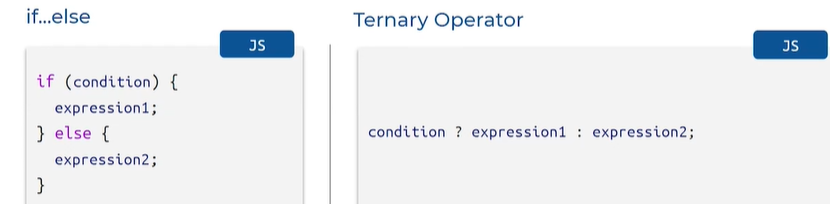 if...else
JS
if (condition) {
  expression1;
} else {
  expression2;
}
Ternary Operator
JS
condition ? expression1 : expression2;